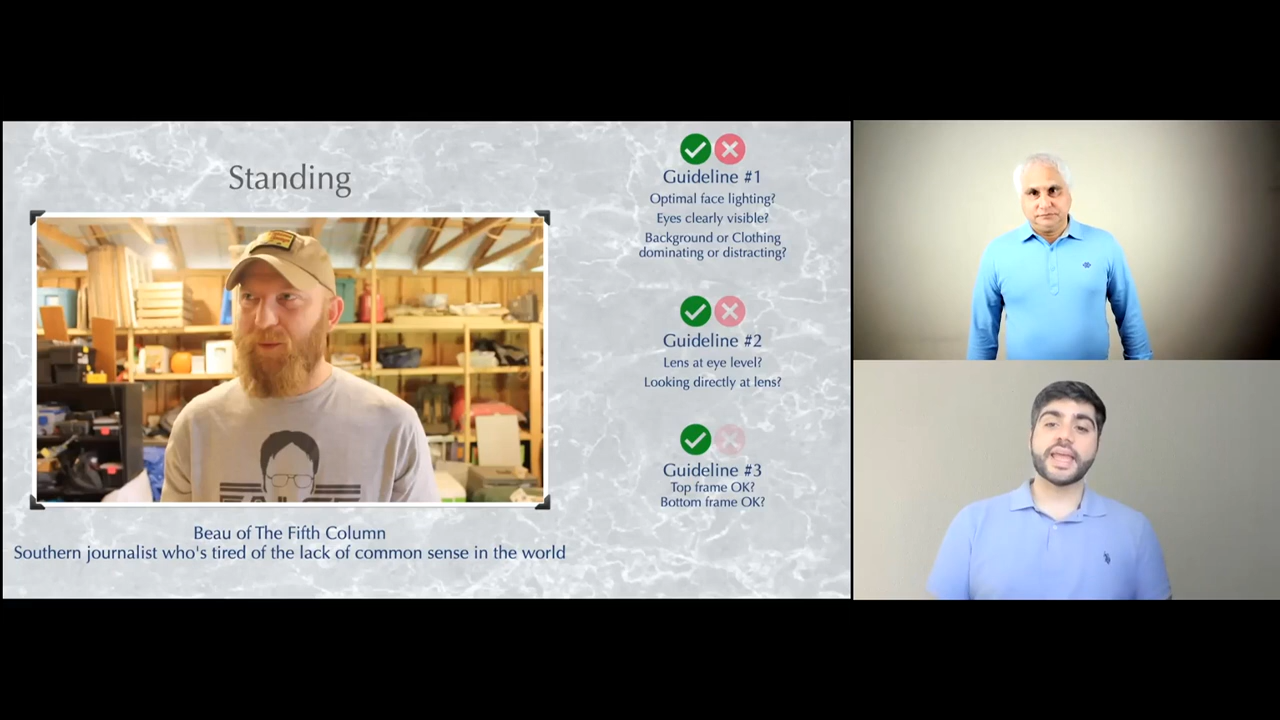 Standing
Beau of The Fifth Column
Southern journalist who's tired of the lack of common sense in the world
Guideline #1
Optimal face lighting?
Eyes clearly visible?
Background or Clothing
dominating or distracting?
Guideline #2
Lens at eye level?
Looking directly at lens?
Guideline #3
Top frame OK?
Bottom frame OK?